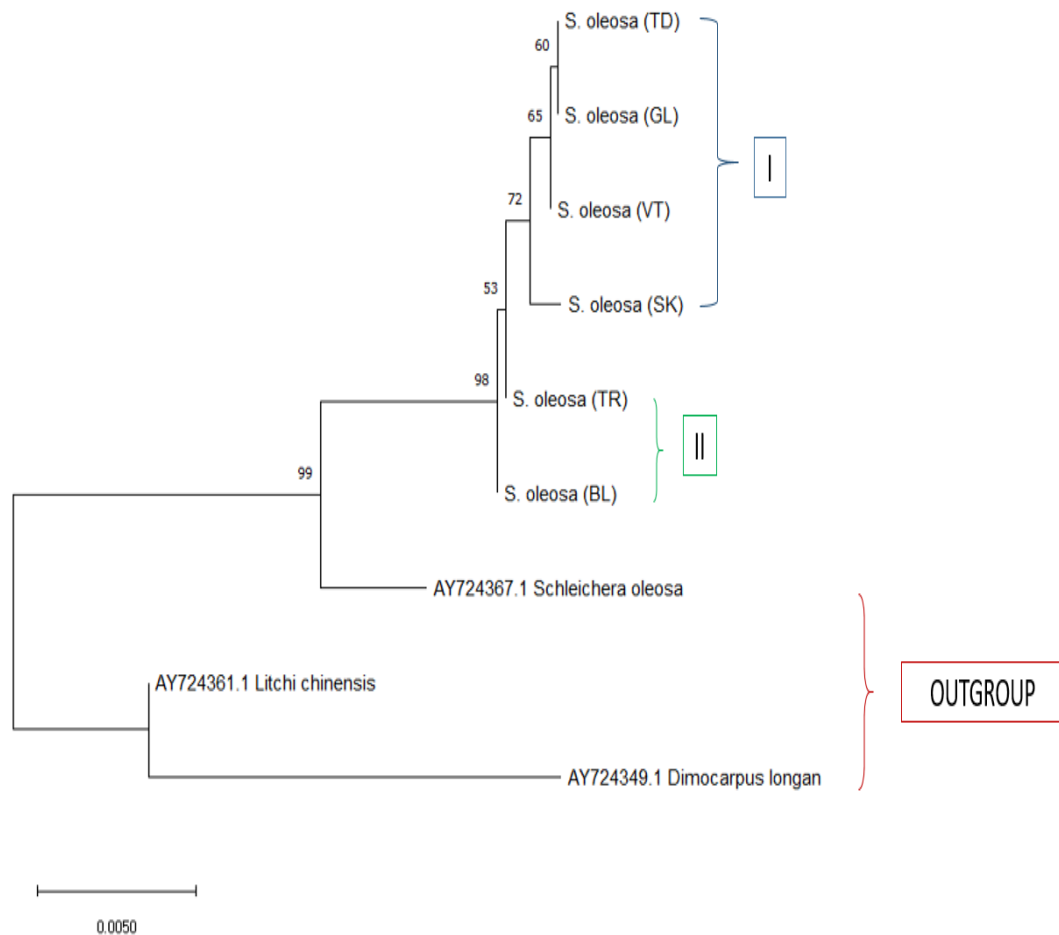 S. oleosa (TD)
60
S. oleosa (GL)
65
I
S. oleosa (VT)
72
S. oleosa (SK)
53
98
S. oleosa (TR)
II
S. oleosa (BL)
99
AY724367.1 Schleichera oleosa
AY724361.1 Litchi chinensis
OUTGROUP
AY724349.1 Dimocarpus longan
0.0050